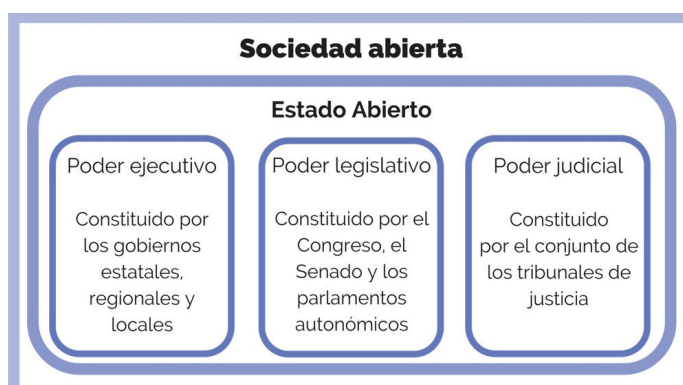 Sociedad abierta
Estado Abierto
Poder ejecutivo
Constituido por
los gobiernos
estatales,
regionales y
locales
Poder legislativo
Constituido por el
Congreso, el
Senado y los
parlamentos
autonómicos
Poder judicial
Constituido
por el conjunto de
los tribunales de
justicia